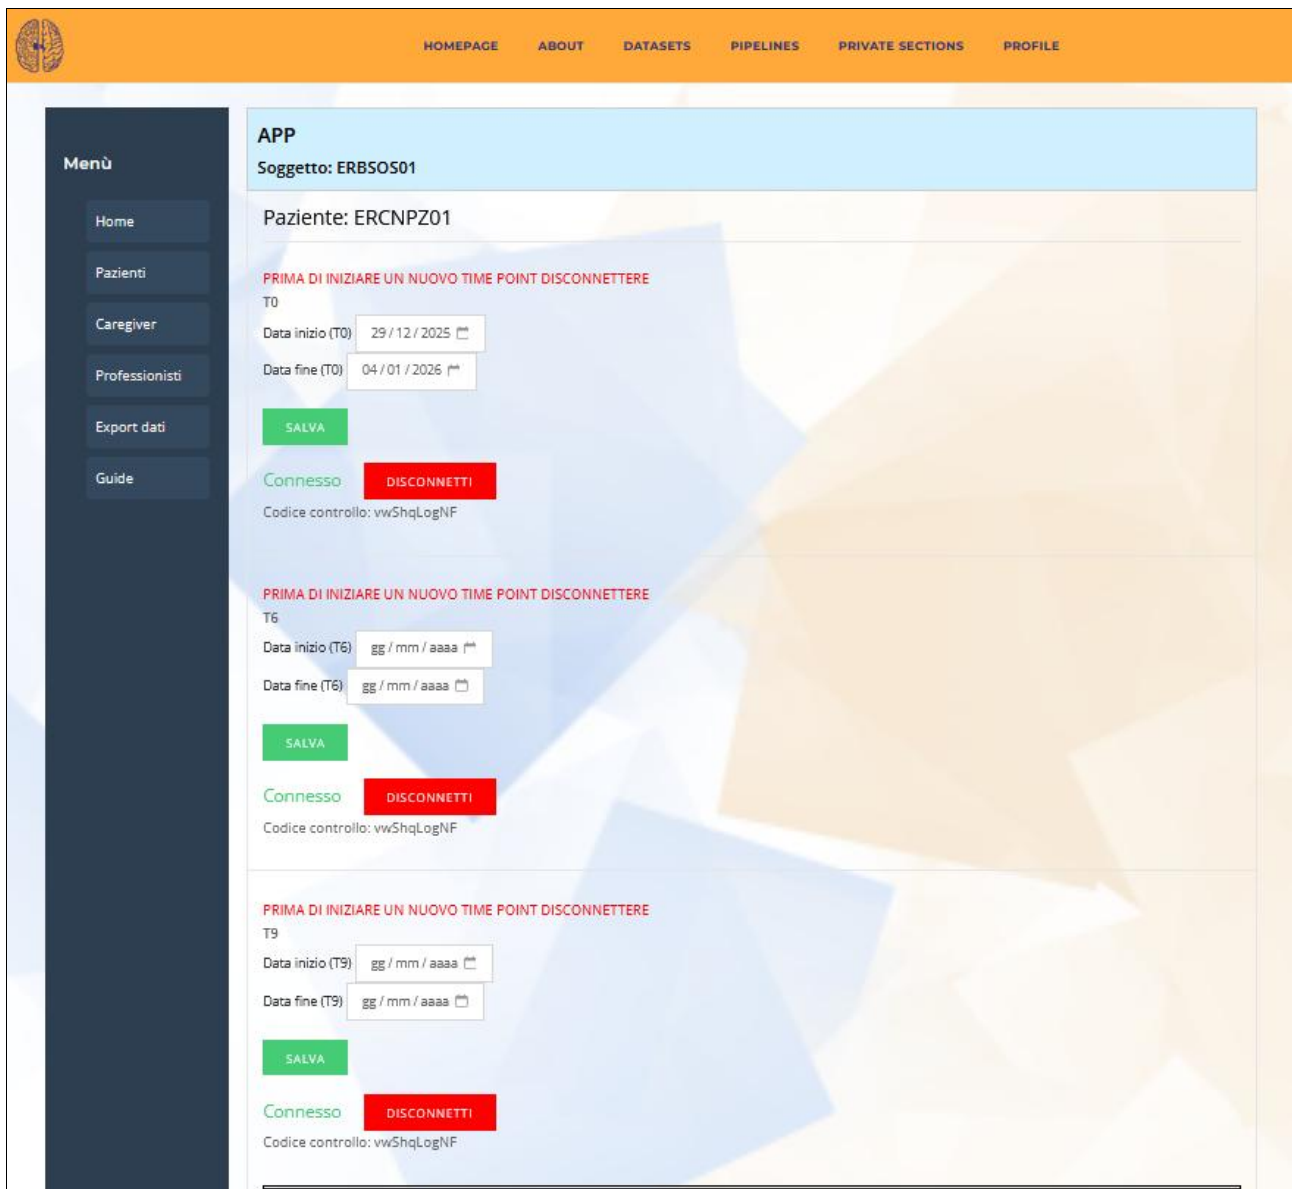 HOMEPAGE ABOUT DATASETS PIPELINES PRIVATE SECTIONS PROFILE
Menù
Home
Pazienti
Caregiver
Professionisti
Export dati
Guide
APP
Soggetto: ERBSOS01
Paziente: ERCNPZ01
PRIMA DI INIZIARE UN NUOVO TIME POINT DISCONNETTERE
T0
Data inizio (T0) 29/12/2025
Data fine (T0) 04/01/2026
SALVA
Connesso DISCONNETTI
Codice controllo: vwShqLogNF
PRIMA DI INIZIARE UN NUOVO TIME POINT DISCONNETTERE
T6
Data inizio (T6) gg/mm/aaaa
Data fine (T6) gg/mm/aaaa
SALVA
Connesso DISCONNETTI
Codice controllo: vwShqLogNF
PRIMA DI INIZIARE UN NUOVO TIME POINT DISCONNETTERE
T9
Data inizio (T9) gg/mm/aaaa
Data fine (T9) gg/mm/aaaa
SALVA
Connesso DISCONNETTI
Codice controllo: vwShqLogNF